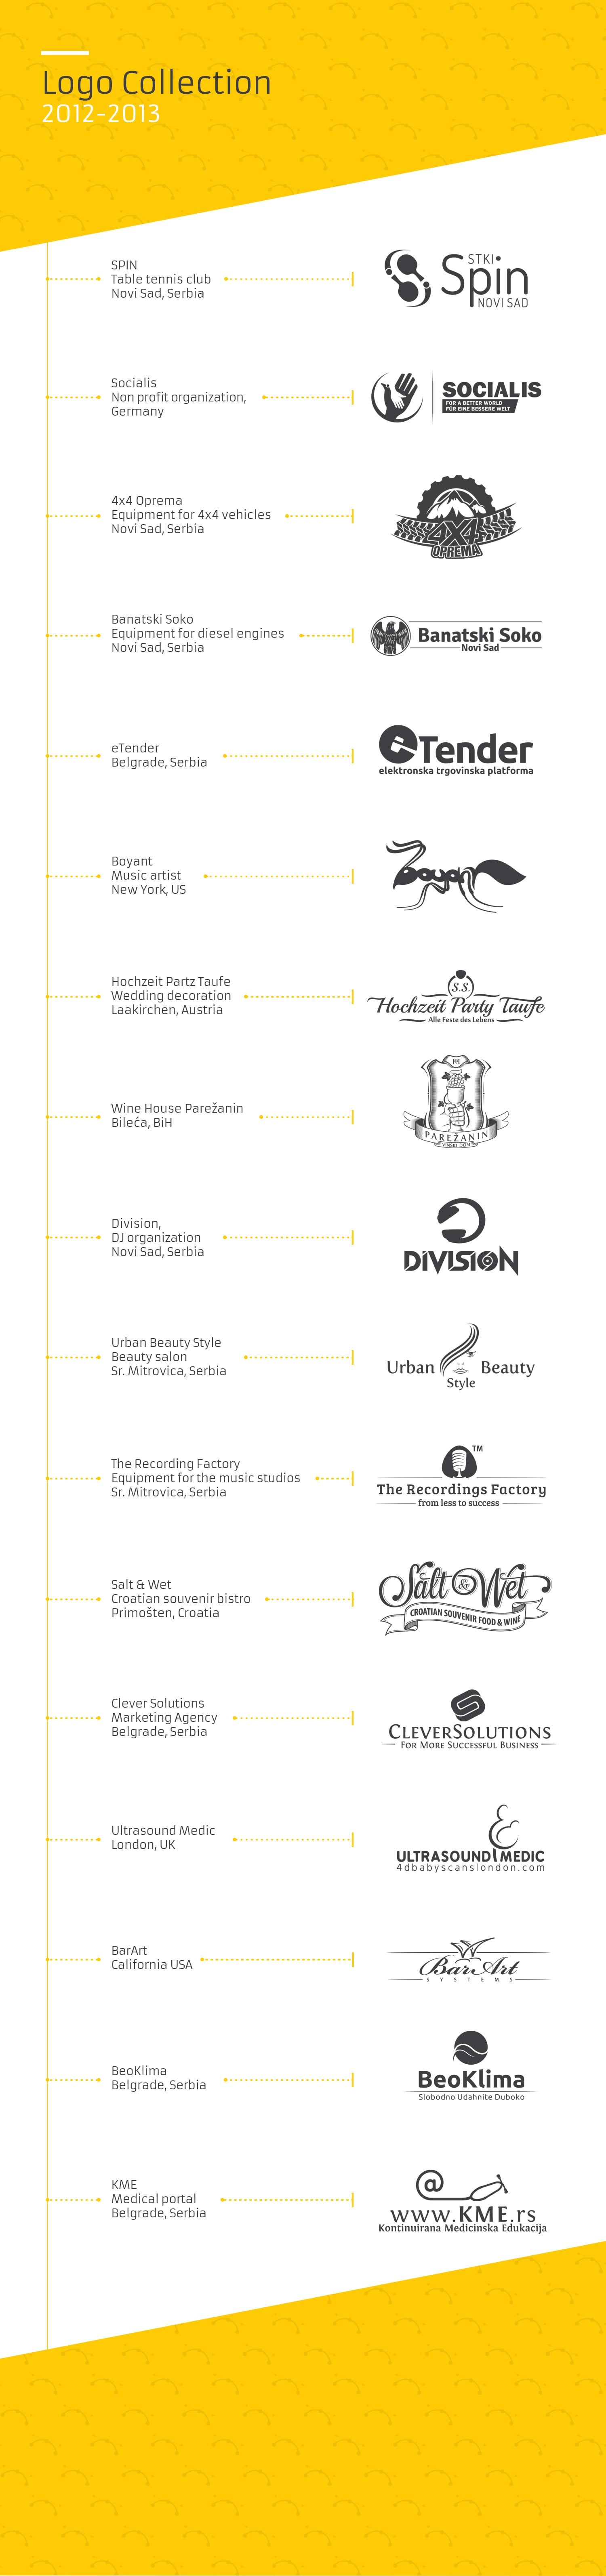 Logo Collection
2012-2013
SPIN
Table tennis club
Novi Sad, Serbia
STKI
Spin
NOVI SAD
Socialis
Non profit organization,
Germany
SOCIALIS
FOR A BETTER WORLD
FÜR EINE BESSERE WELT
4x4 Oprema
Equipment for 4x4 vehicles
Novi Sad, Serbia
4X4
OPREMA
Banatski Soko
Equipment for diesel engines
Novi Sad, Serbia
Banatski Soko
Novi Sad
eTender
Belgrade, Serbia
eTender
elektronska trgovinska platforma
Boyant
Music artist
New York, US
Boyan
Hochzeit Partz Taufe
Wedding decoration
Laakirchen, Austria
S.S.
Hochzeit Party Taufe
Alle Feste des Lebens
Wine House Parežanin
Bileća, BiH
PAREŽANIN
VINSKI DOM
Division,
DJ organization
Novi Sad, Serbia
DIVISION
Urban Beauty Style
Beauty salon
Sr. Mitrovica, Serbia
Urban Beauty
Style
The Recording Factory
Equipment for the music studios
Sr. Mitrovica, Serbia
TM
The Recordings Factory
from less to success
Salt & Wet
Croatian souvenir bistro
Primošten, Croatia
Salt & Wet
CROATIAN SOUVENIR FOOD & WINE
Clever Solutions
Marketing Agency
Belgrade, Serbia
CLEVERSOLUTIONS
FOR MORE SUCCESSFUL BUSINESS
Ultrasound Medic
London, UK
ULTRASOUND MEDIC
4dbabyscanslondon.com
BarArt
California USA
BarArt
SYSTEMS
BeoKlima
Belgrade, Serbia
BeoKlima
Slobodno Udahnite Duboko
KME
Medical portal
Belgrade, Serbia
@
www.KME.rs
Kontinuirana Medicinska Edukacija